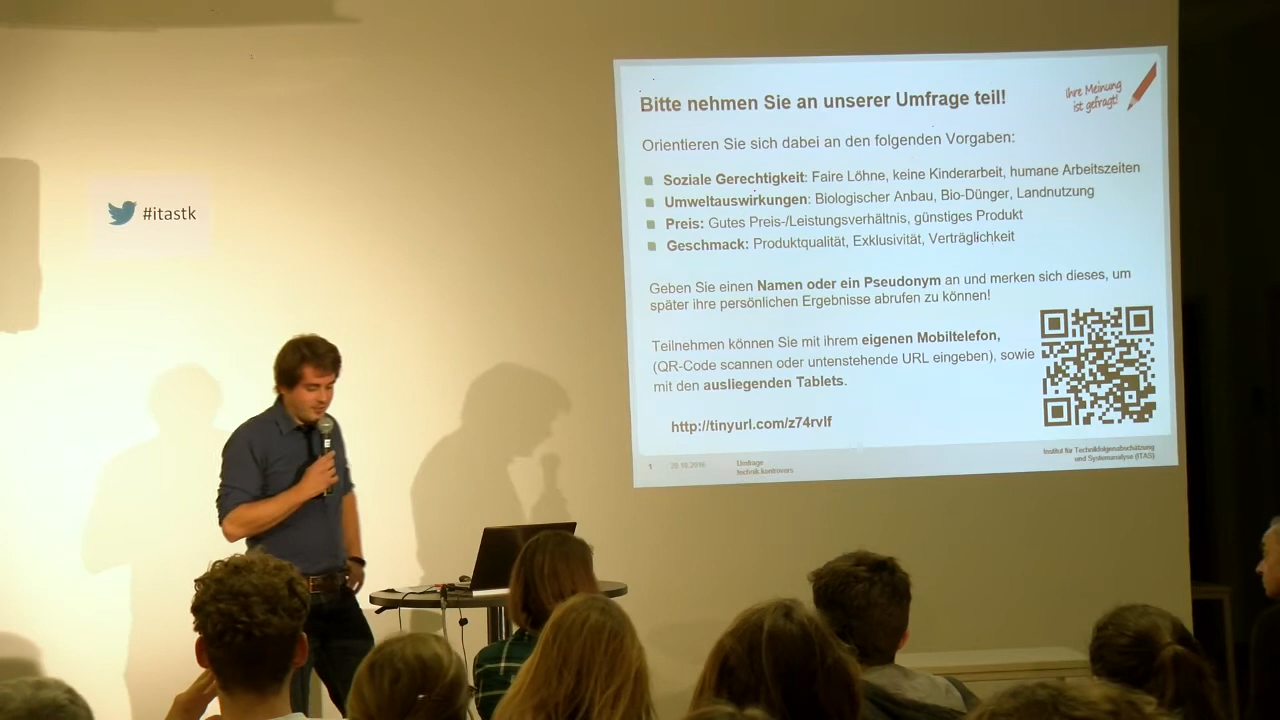 #itastk
Bitte nehmen Sie an unserer Umfrage teil!
Ihre Meinung
ist gefragt!
Orientieren Sie sich dabei an den folgenden Vorgaben:
Soziale Gerechtigkeit: Faire Löhne, keine Kinderarbeit, humane Arbeitszeiten
Umweltauswirkungen: Biologischer Anbau, Bio-Dünger, Landnutzung
Preis: Gutes Preis-/Leistungsverhältnis, günstiges Produkt
Geschmack: Produktqualität, Exklusivität, Verträglichkeit
Geben Sie einen Namen oder ein Pseudonym an und merken sich dieses, um
später ihre persönlichen Ergebnisse abrufen zu können!
Teilnehmen können Sie mit ihrem eigenen Mobiltelefon,
(QR-Code scannen oder untenstehende URL eingeben), sowie
mit den ausliegenden Tablets.
http://tinyurl.com/z74rvlf
1 20.10.2016 Umfrage
technik.kontrovers
Institut für Technikfolgenabschätzung
und Systemanalyse (ITAS)